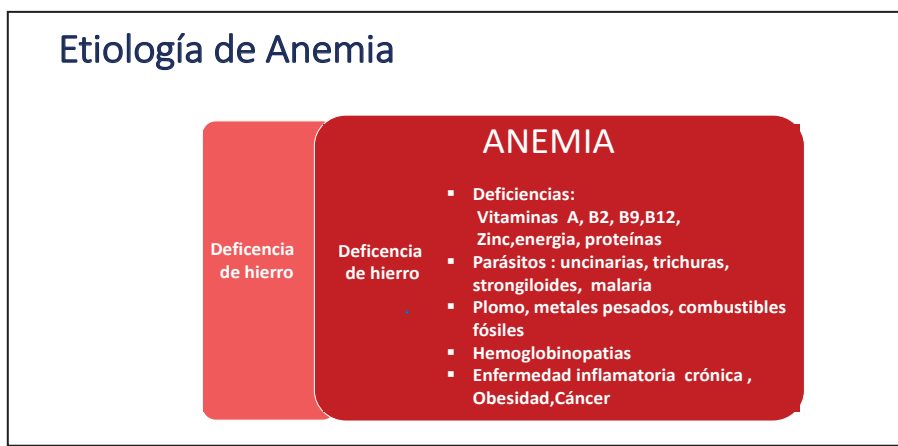 Etiología de Anemia
ANEMIA
Deficencia
de hierro
Deficencia
de hierro
▪ Deficiencias:
Vitaminas A, B2, B9,B12,
Zinc,energia, proteínas
▪ Parásitos : uncinarias, trichuras,
strongiloides, malaria
▪ Plomo, metales pesados, combustibles
fósiles
▪ Hemoglobinopatias
▪ Enfermedad inflamatoria crónica ,
Obesidad,Cáncer